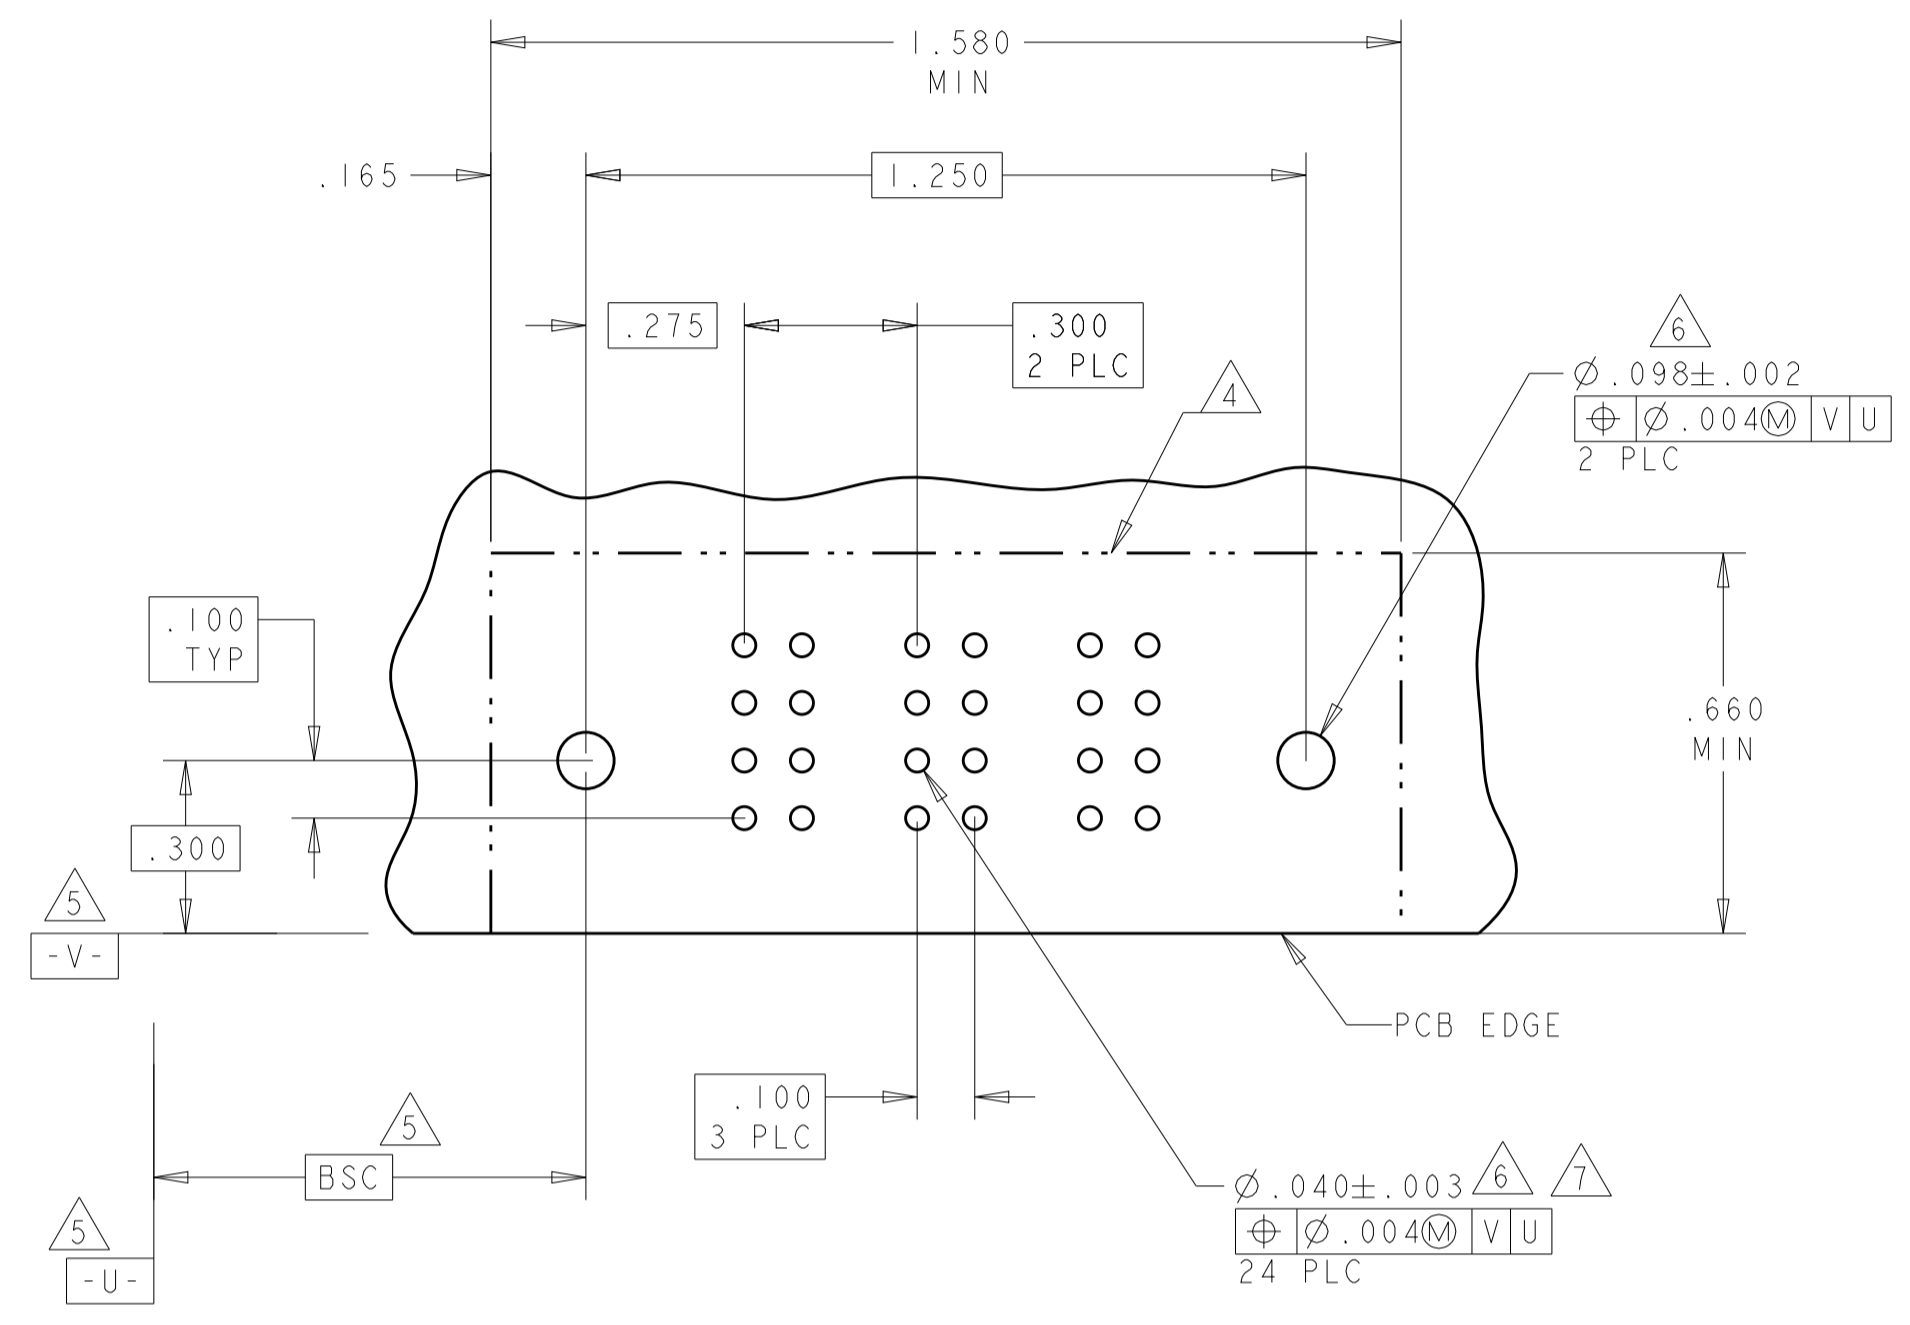 1.580
MIN
.165
1.250
.275
.300
2 PLC
6
⌀.098±.002
⌖ ⌀.004Ⓜ V U
2 PLC
4
.100
TYP
.660
MIN
.300
5
-V-
PCB EDGE
.100
3 PLC
5
BSC
5
-U-
⌀.040±.003 6 7
⌖ ⌀.004Ⓜ V U
24 PLC